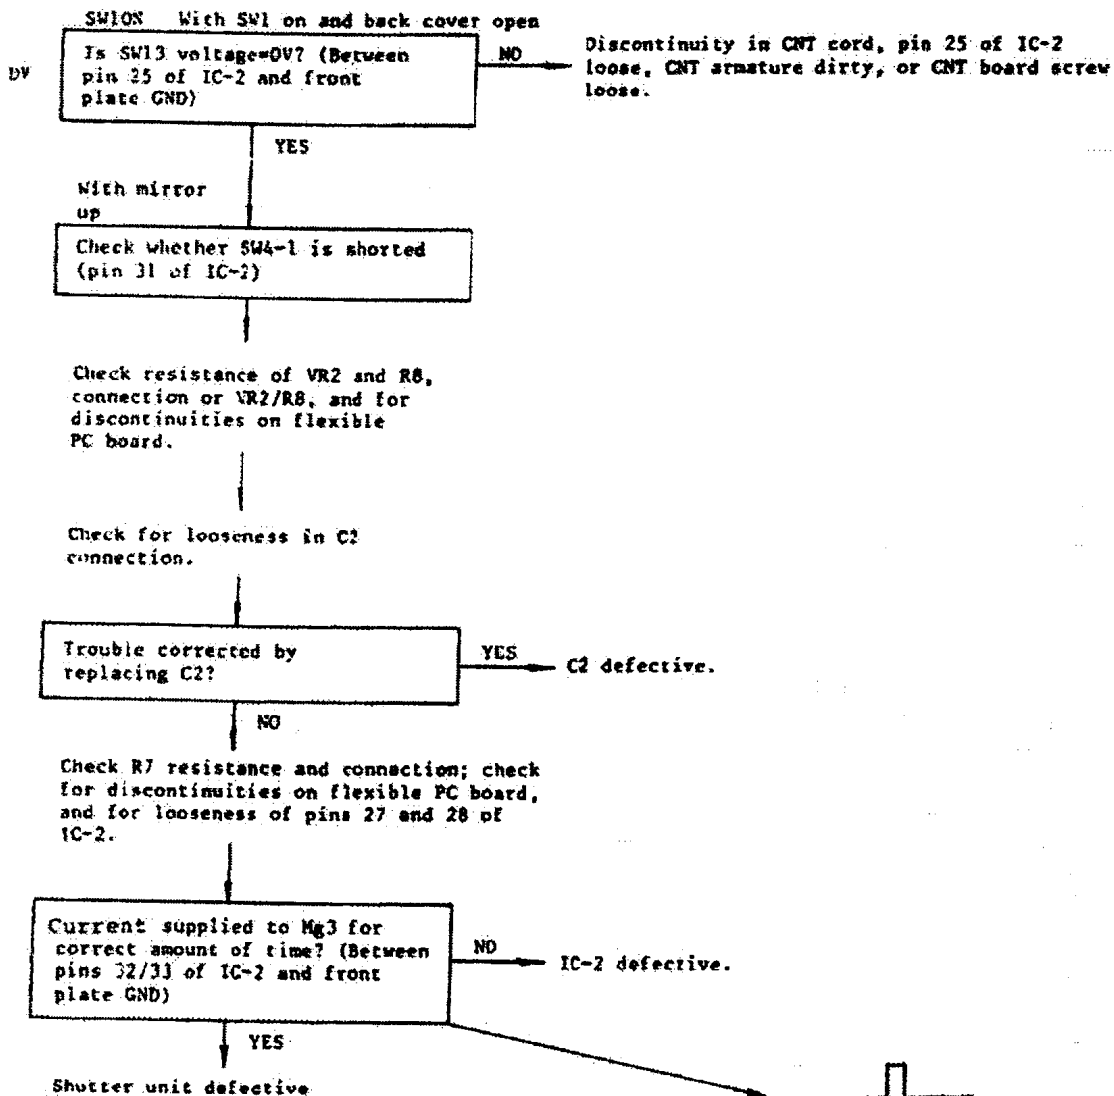 SW1ON With SW1 on and back cover open
Is SW13 voltage=0V? (Between
pin 25 of IC-2 and front
plate GND)
0V
NO
Discontinuity in CNT cord, pin 25 of IC-2
loose, CNT armature dirty, or CNT board screw
loose.
YES
With mirror
up
Check whether SW4-1 is shorted
(pin 31 of IC-2)
Check resistance of VR2 and R8,
connection or VR2/R8, and for
discontinuities on flexible
PC board.
Check for looseness in C2
connection.
Trouble corrected by
replacing C2?
YES
C2 defective.
NO
Check R7 resistance and connection; check
for discontinuities on flexible PC board,
and for looseness of pins 27 and 28 of
IC-2.
Current supplied to Mg3 for
correct amount of time? (Between
pins 32/33 of IC-2 and front
plate GND)
NO
IC-2 defective.
YES
Shutter unit defective